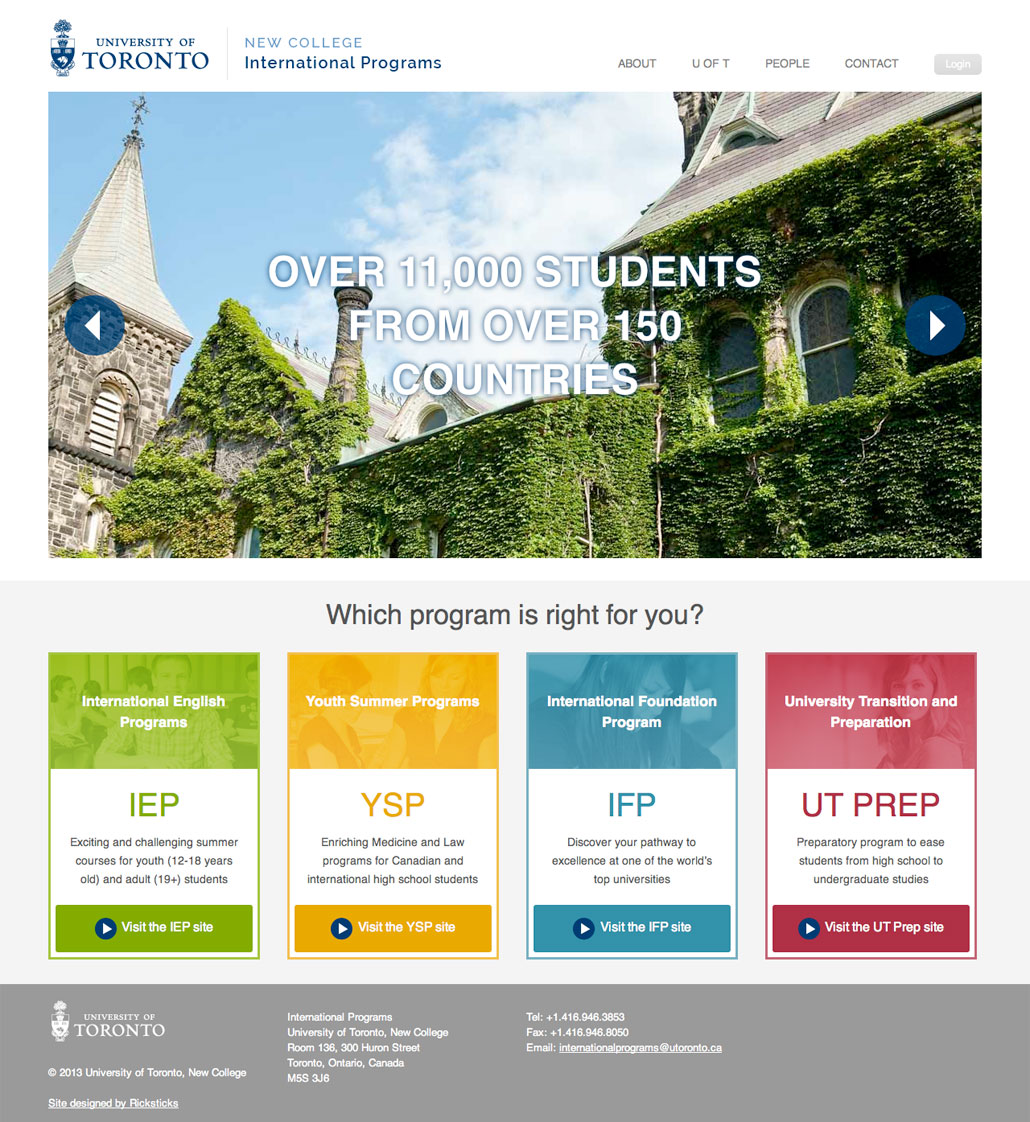 UNIVERSITY OF
TORONTO
NEW COLLEGE
International Programs
ABOUT
U OF T
PEOPLE
CONTACT
Login
OVER 11,000 STUDENTS
FROM OVER 150
COUNTRIES
Which program is right for you?
International English
Programs
IEP
Exciting and challenging summer
courses for youth (12-18 years
old) and adult (19+) students
Visit the IEP site
Youth Summer Programs
YSP
Enriching Medicine and Law
programs for Canadian and
international high school students
Visit the YSP site
International Foundation
Program
IFP
Discover your pathway to
excellence at one of the world's
top universities
Visit the IFP site
University Transition and
Preparation
UT PREP
Preparatory program to ease
students from high school to
undergraduate studies
Visit the UT Prep site
UNIVERSITY OF
TORONTO
© 2013 University of Toronto, New College
Site designed by Ricksticks
International Programs
University of Toronto, New College
Room 136, 300 Huron Street
Toronto, Ontario, Canada
M5S 3J6
Tel: +1.416.946.3853
Fax: +1.416.946.8050
Email: internationalprograms@utoronto.ca